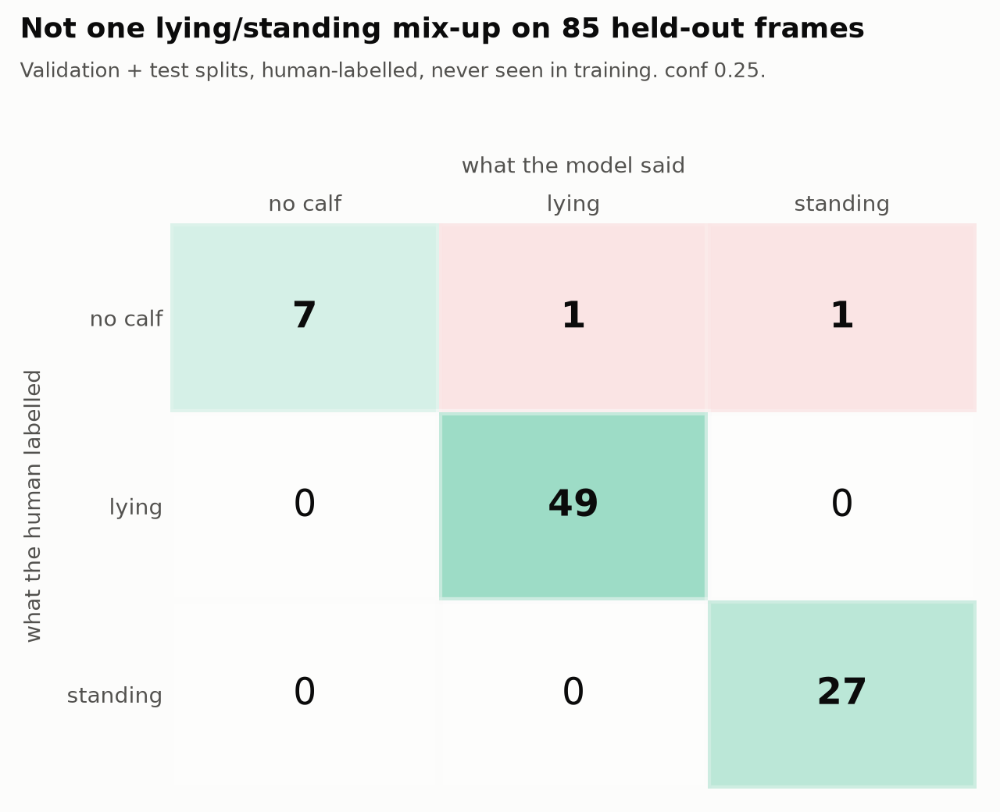 Not one lying/standing mix-up on 85 held-out frames
Validation + test splits, human-labelled, never seen in training. conf 0.25.
what the model said
no calf lying standing
what the human labelled
no calf 7 1 1
lying 0 49 0
standing 0 0 27